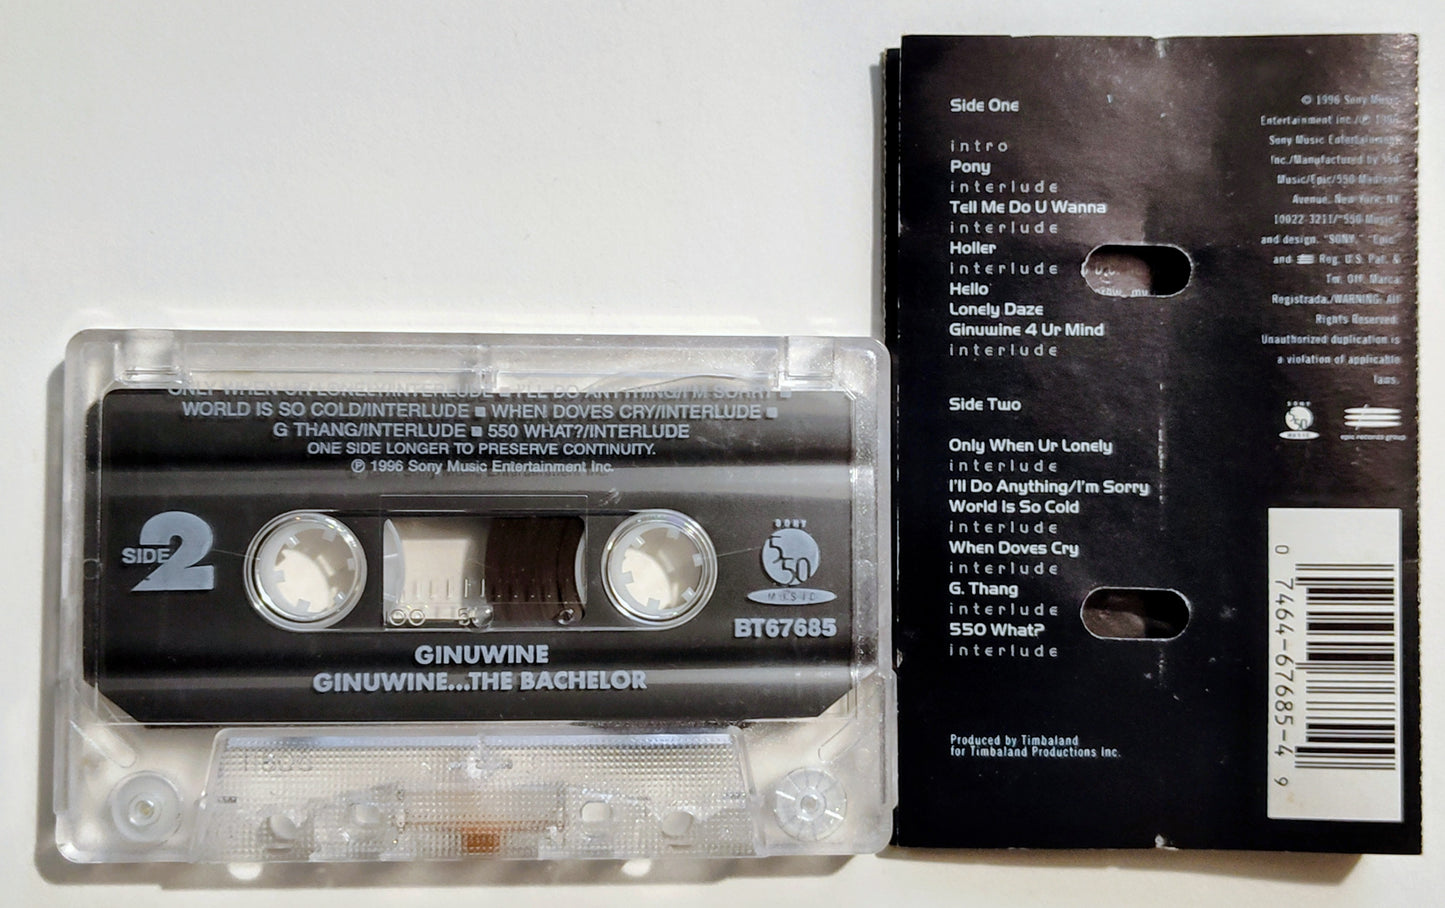 ONLY WHEN UR LONELY/INTERLUDE ■ I'LL DO ANYTHING/I'M SORRY ■
WORLD IS SO COLD/INTERLUDE ■ WHEN DOVES CRY/INTERLUDE ■
G THANG/INTERLUDE ■ 550 WHAT?/INTERLUDE
ONE SIDE LONGER TO PRESERVE CONTINUITY.
℗ 1996 Sony Music Entertainment Inc.
SIDE 2
SONY
550
MUSIC
BT67685
GINUWINE
GINUWINE...THE BACHELOR
Side One
intro
Pony
interlude
Tell Me Do U Wanna
interlude
Holler
interlude
Hello
Lonely Daze
Ginuwine 4 Ur Mind
interlude
Side Two
Only When Ur Lonely
interlude
I'll Do Anything/I'm Sorry
World Is So Cold
interlude
When Doves Cry
interlude
G. Thang
interlude
550 What?
interlude
Produced by Timbaland
for Timbaland Productions Inc.
© 1996 Sony Music
Entertainment Inc./℗ 1996
Sony Music Entertainment
Inc./Manufactured by 550
Music/Epic/550 Madison
Avenue, New York, NY
10022-3211/"550 Music"
and design, "SONY," "Epic"
and Reg. U.S. Pat. &
Tm. Off. Marca
Registrada./WARNING: All
Rights Reserved.
Unauthorized duplication is
a violation of applicable
laws.
SONY
550
MUSIC
epic records group
0 7464-67685-4 9